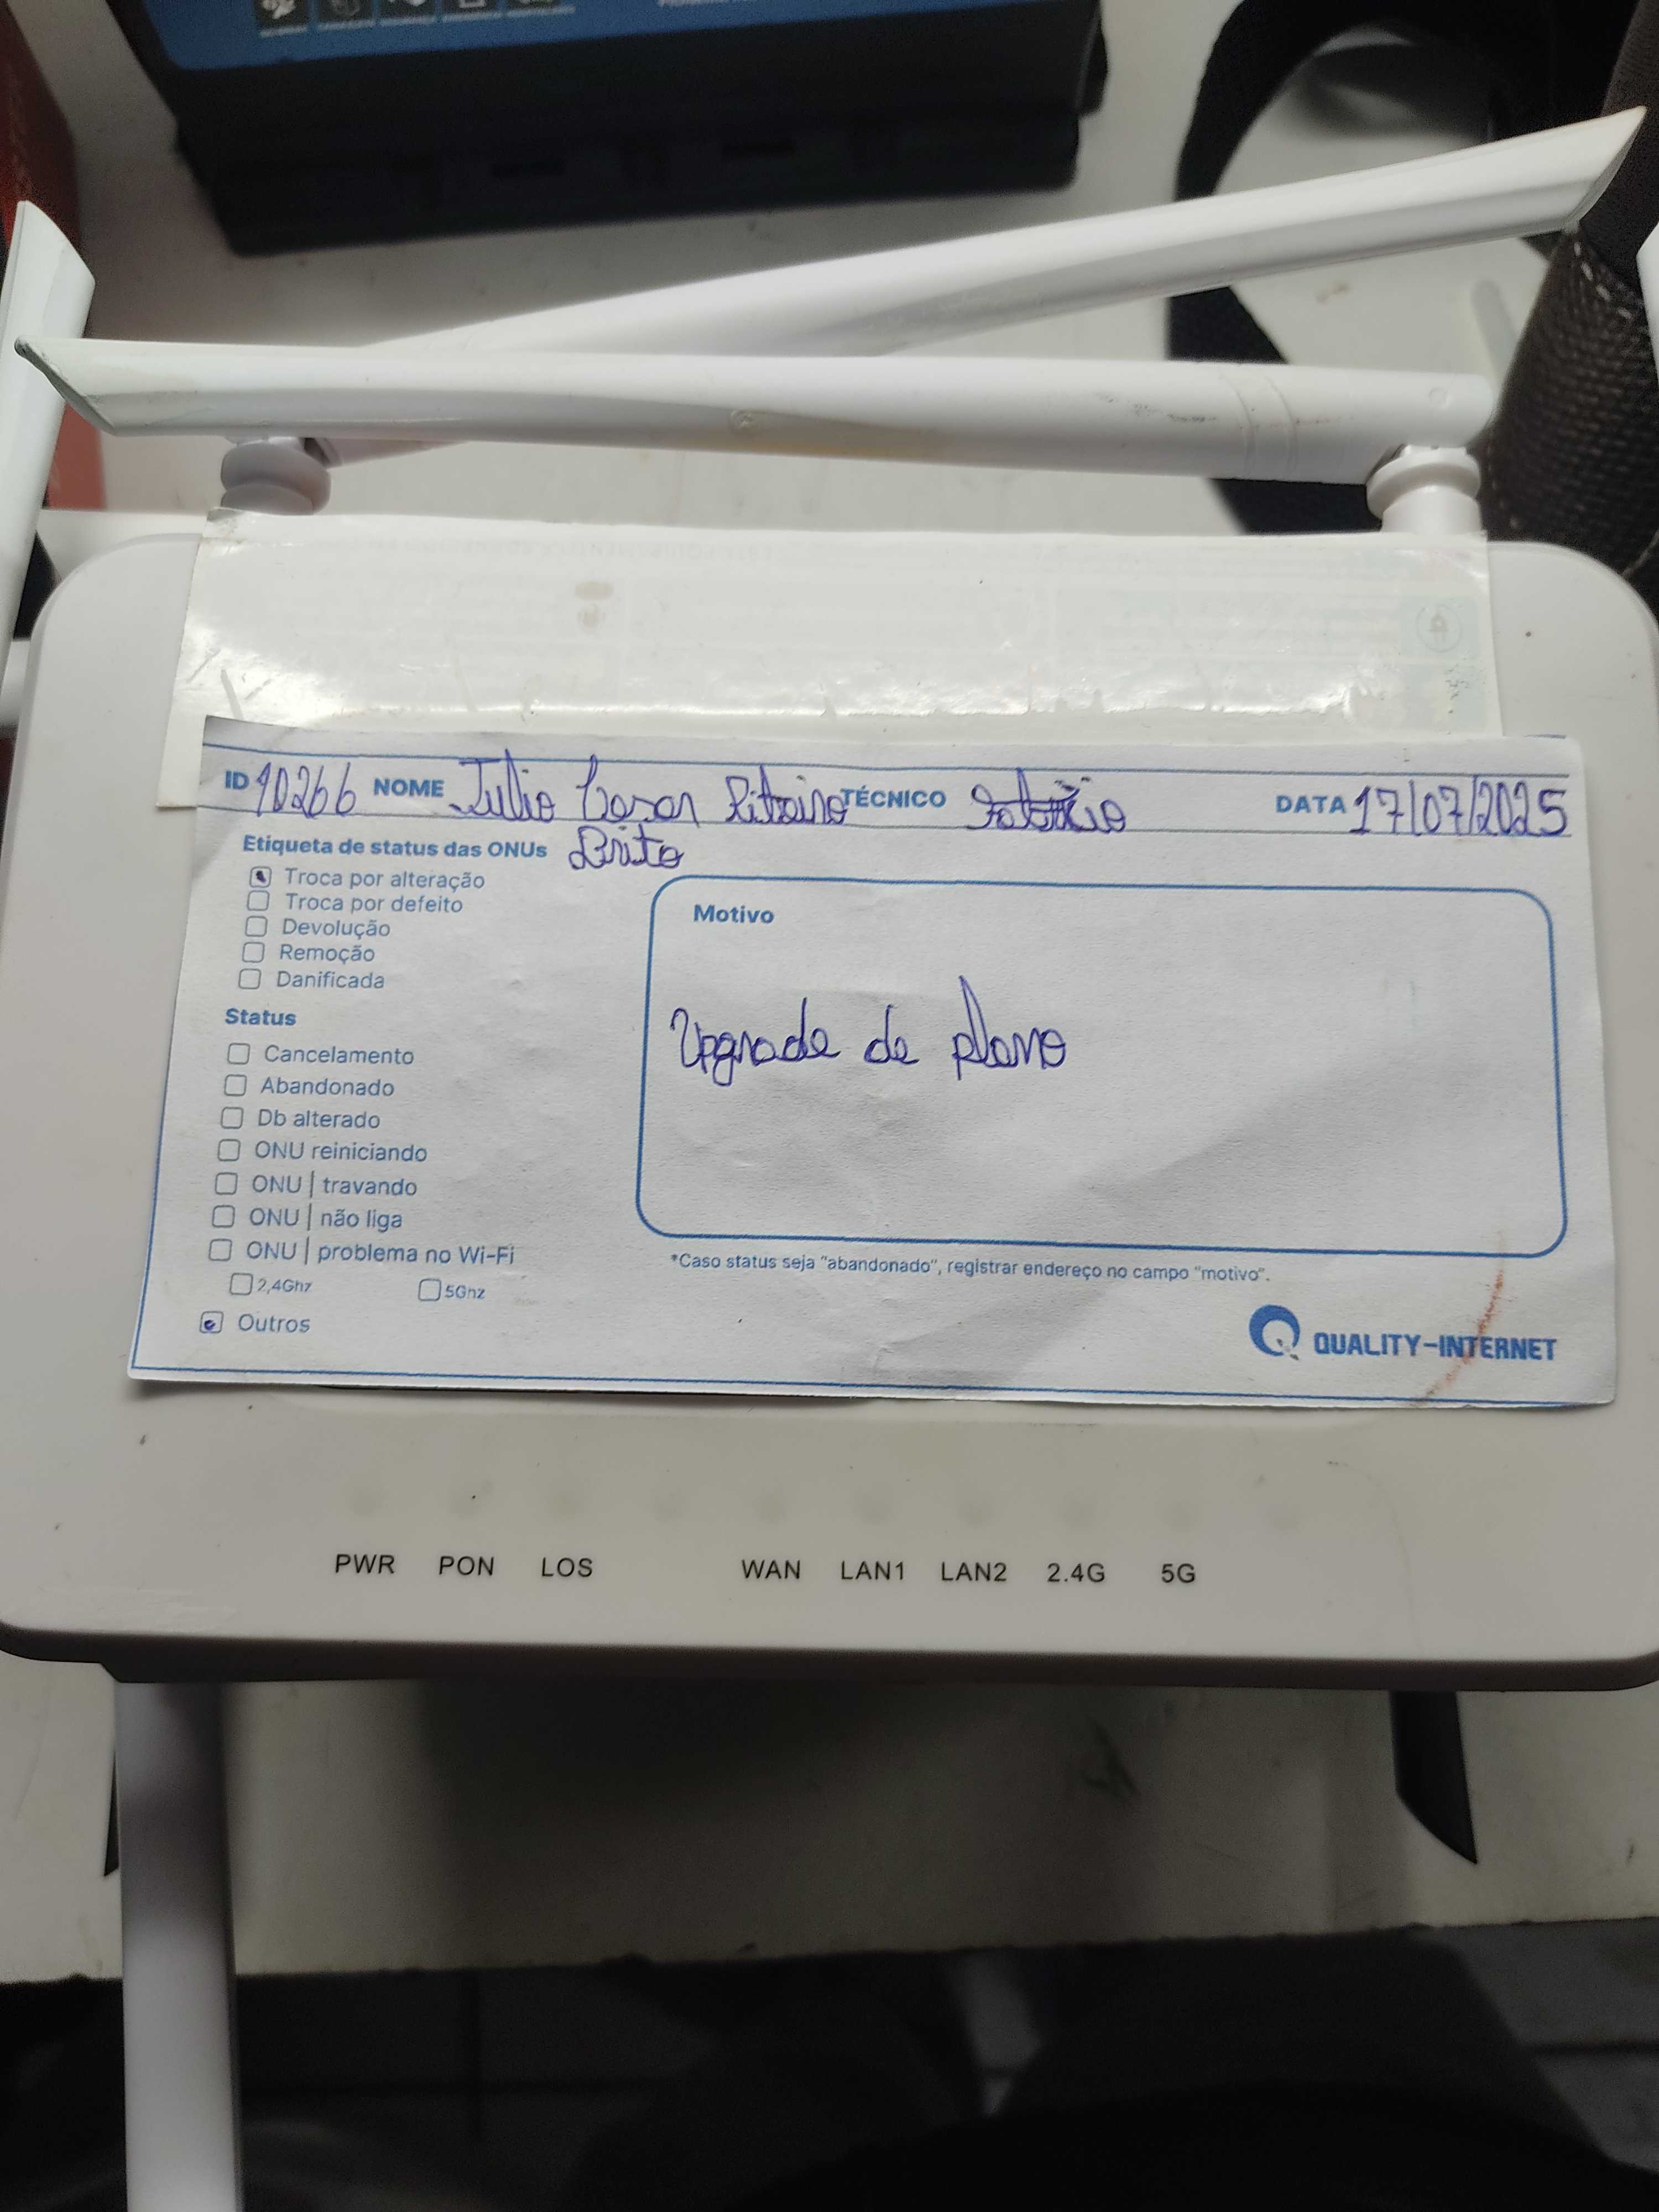 ID 10266 NOME Julio Cesar Ribeiro TÉCNICO DATA 17/07/2025
Brito
Etiqueta de status das ONUs
Troca por alteração
Troca por defeito
Devolução
Remoção
Danificada
Status
Cancelamento
Abandonado
Db alterado
ONU reiniciando
ONU | travando
ONU | não liga
ONU | problema no Wi-Fi
2,4Ghz 5Ghz
Outros
Motivo
Upgrade de plano
*Caso status seja "abandonado", registrar endereço no campo "motivo".
QUALITY-INTERNET
PWR PON LOS WAN LAN1 LAN2 2.4G 5G